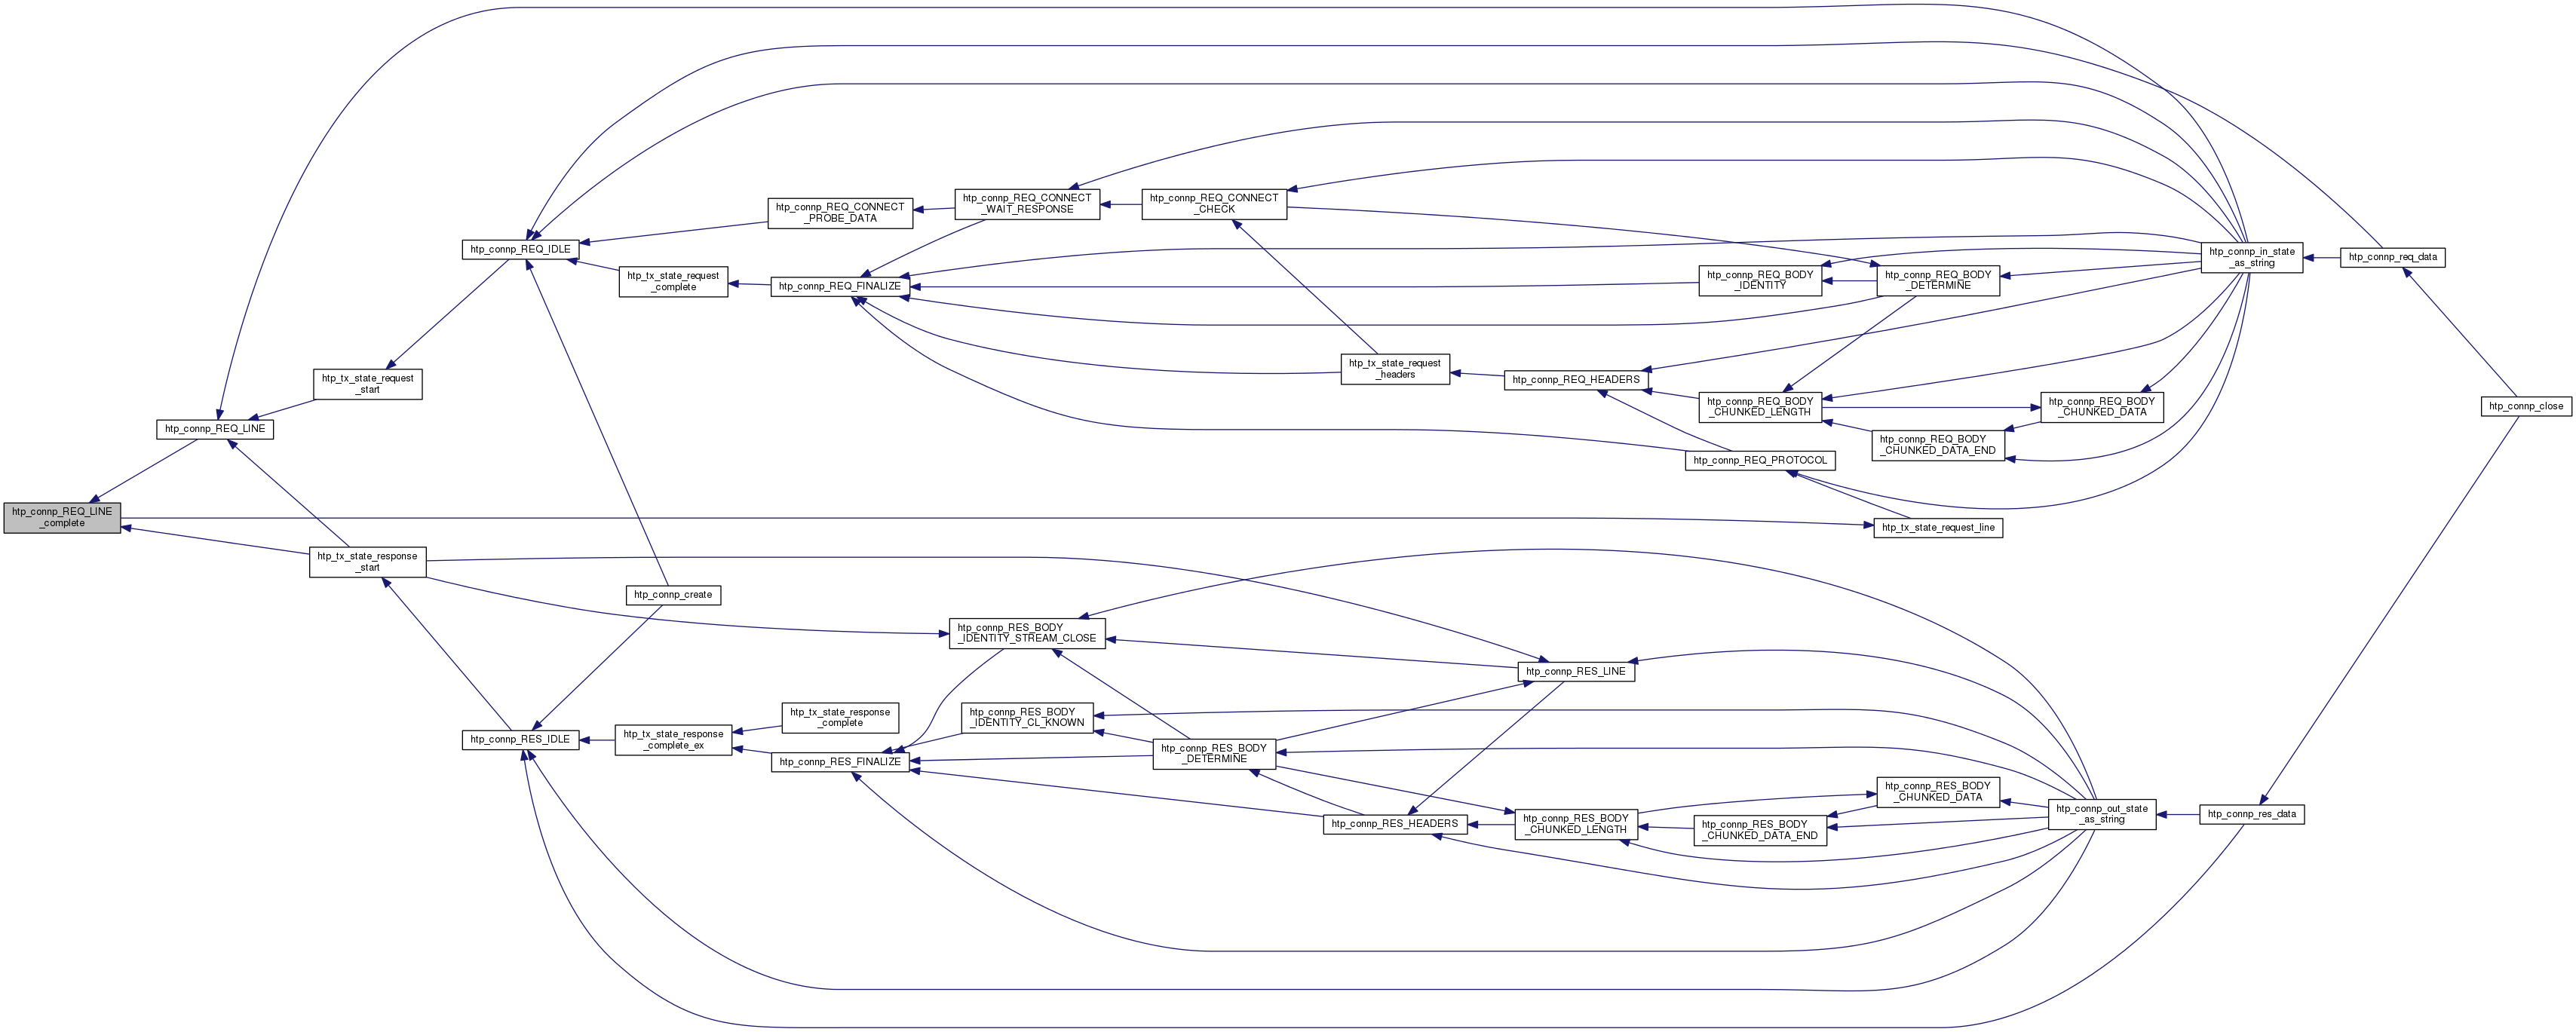 htp_connp_REQ_LINE
_complete
htp_connp_REQ_LINE
htp_tx_state_request
_start
htp_tx_state_response
_start
htp_connp_REQ_IDLE
htp_connp_RES_IDLE
htp_tx_state_request
_complete
htp_connp_create
htp_tx_state_response
_complete_ex
htp_connp_REQ_CONNECT
_PROBE_DATA
htp_connp_REQ_FINALIZE
htp_tx_state_response
_complete
htp_connp_RES_FINALIZE
htp_connp_REQ_CONNECT
_WAIT_RESPONSE
htp_connp_RES_BODY
_IDENTITY_STREAM_CLOSE
htp_connp_RES_BODY
_IDENTITY_CL_KNOWN
htp_connp_REQ_CONNECT
_CHECK
htp_connp_RES_BODY
_DETERMINE
htp_tx_state_request
_headers
htp_connp_RES_HEADERS
htp_connp_REQ_HEADERS
htp_connp_RES_LINE
htp_connp_RES_BODY
_CHUNKED_LENGTH
htp_connp_REQ_BODY
_IDENTITY
htp_connp_REQ_BODY
_CHUNKED_LENGTH
htp_connp_REQ_PROTOCOL
htp_connp_RES_BODY
_CHUNKED_DATA_END
htp_connp_REQ_BODY
_DETERMINE
htp_connp_REQ_BODY
_CHUNKED_DATA_END
htp_tx_state_request_line
htp_connp_RES_BODY
_CHUNKED_DATA
htp_connp_REQ_BODY
_CHUNKED_DATA
htp_connp_out_state
_as_string
htp_connp_in_state
_as_string
htp_connp_res_data
htp_connp_req_data
htp_connp_close